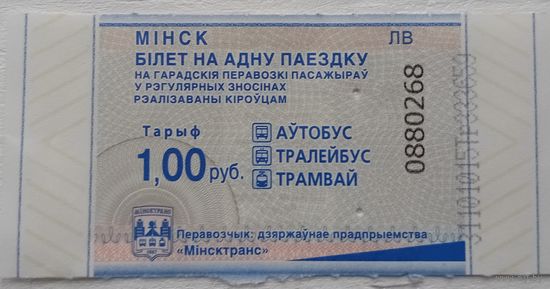 МІНСК ЛВ
БІЛЕТ НА АДНУ ПАЕЗДКУ
НА ГАРАДСКІЯ ПЕРАВОЗКІ ПАСАЖЫРАЎ
У РЭГУЛЯРНЫХ ЗНОСІНАХ
РЭАЛІЗАВАНЫ КІРОЎЦАМ
Тарыф
1,00 руб.
АЎТОБУС
ТРАЛЕЙБУС
ТРАМВАЙ
0880268
МІНСКТРАНС
Перавозчык: дзяржаўнае прадпрыемства
«Мінсктранс»